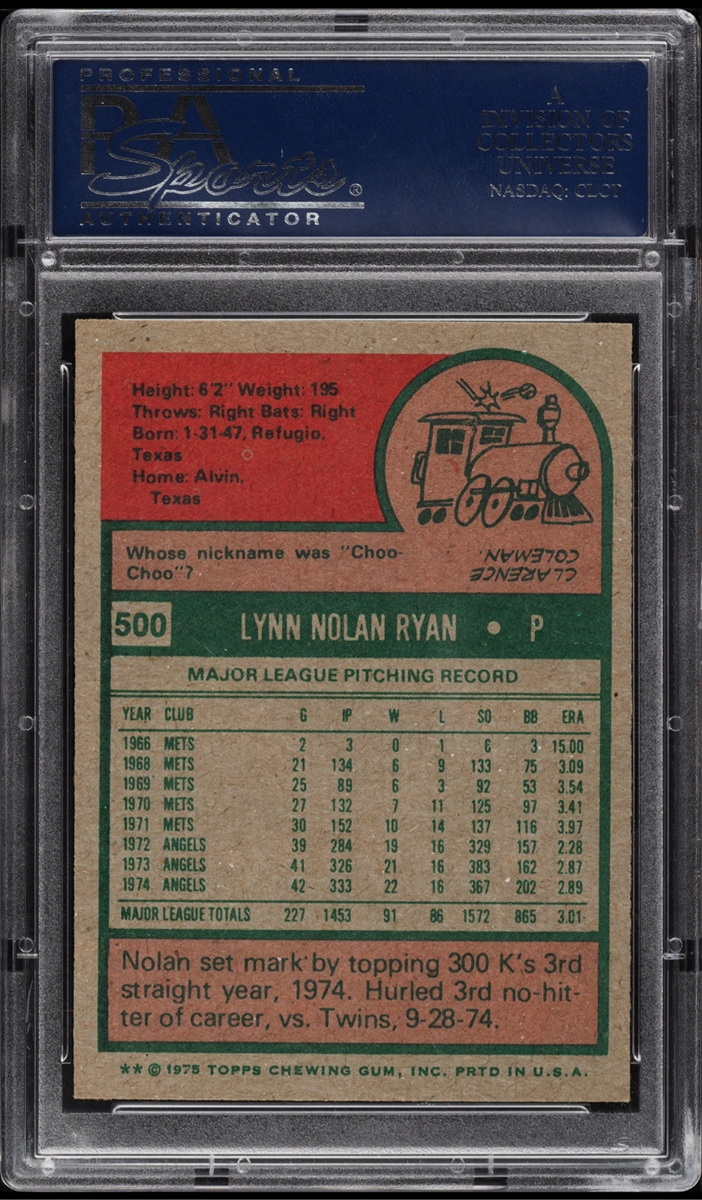 PROFESSIONAL
PSA
Sports®
AUTHENTICATOR
A
DIVISION OF
COLLECTORS
UNIVERSE
NASDAQ: CLCT
Height: 6'2" Weight: 195
Throws: Right Bats: Right
Born: 1-31-47, Refugio,
Texas
Home: Alvin,
Texas
Whose nickname was "Choo-
Choo"?
CLARENCE
COLEMAN.
500 LYNN NOLAN RYAN • P
MAJOR LEAGUE PITCHING RECORD
YEAR CLUB G IP W L SO BB ERA
1966 METS 2 3 0 1 6 3 15.00
1968 METS 21 134 6 9 133 75 3.09
1969 METS 25 89 6 3 92 53 3.54
1970 METS 27 132 7 11 125 97 3.41
1971 METS 30 152 10 14 137 116 3.97
1972 ANGELS 39 284 19 16 329 157 2.28
1973 ANGELS 41 326 21 16 383 162 2.87
1974 ANGELS 42 333 22 16 367 202 2.89
MAJOR LEAGUE TOTALS 227 1453 91 86 1572 865 3.01
Nolan set mark by topping 300 K's 3rd
straight year, 1974. Hurled 3rd no-hit-
ter of career, vs. Twins, 9-28-74.
** © 1975 TOPPS CHEWING GUM, INC. PRTD IN U.S.A.